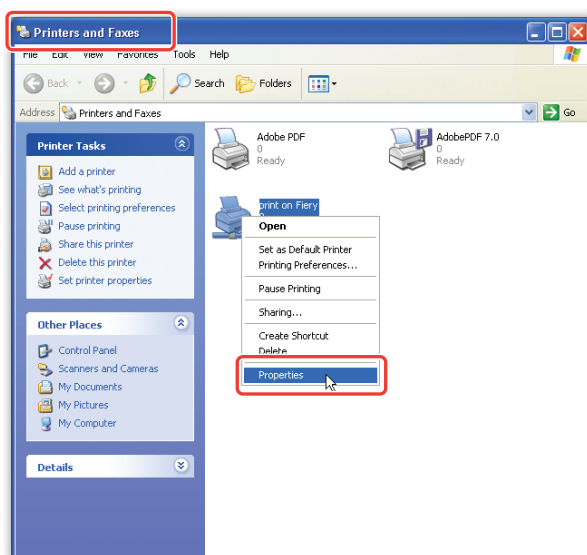 Printers and Faxes
File Edit View Favorites Tools Help
Back Search Folders
Address Printers and Faxes Go
Printer Tasks
Add a printer
See what's printing
Select printing preferences
Pause printing
Share this printer
Delete this printer
Set printer properties
Other Places
Control Panel
Scanners and Cameras
My Documents
My Pictures
My Computer
Details
Adobe PDF
0
Ready
AdobePDF 7.0
0
Ready
print on Fiery
Open
Set as Default Printer
Printing Preferences...
Pause Printing
Sharing...
Create Shortcut
Delete
Properties